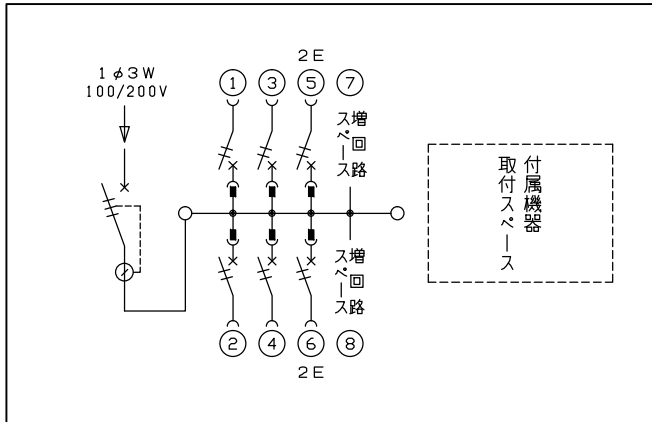 2E
1φ3W
100/200V
① ③ ⑤ ⑦
増回路
スペース
付属機器
取付スペース
増回路
スペース
② ④ ⑥ ⑧
2E